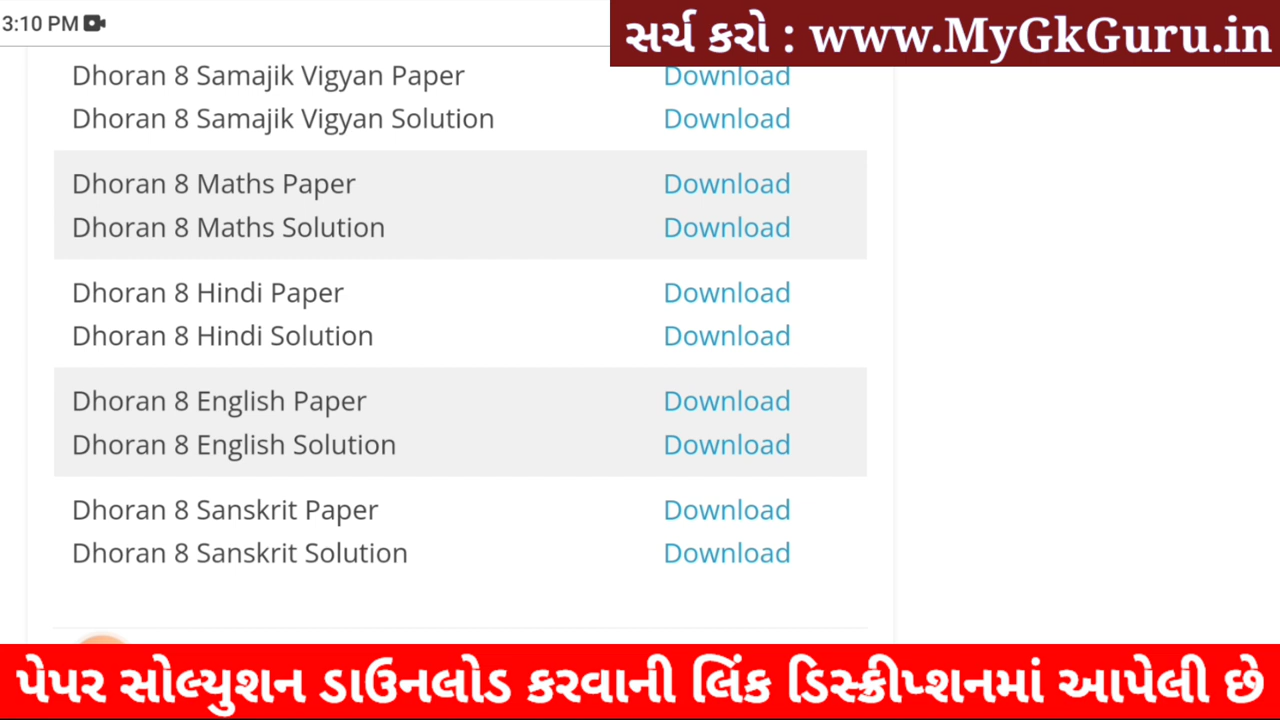 3:10 PM
સર્ચ કરો : www.MyGkGuru.in
Dhoran 8 Samajik Vigyan Paper Download
Dhoran 8 Samajik Vigyan Solution Download
Dhoran 8 Maths Paper Download
Dhoran 8 Maths Solution Download
Dhoran 8 Hindi Paper Download
Dhoran 8 Hindi Solution Download
Dhoran 8 English Paper Download
Dhoran 8 English Solution Download
Dhoran 8 Sanskrit Paper Download
Dhoran 8 Sanskrit Solution Download
પેપર સોલ્યુશન ડાઉનલોડ કરવાની લિંક ડિસ્ક્રીપ્શનમાં આપેલી છે